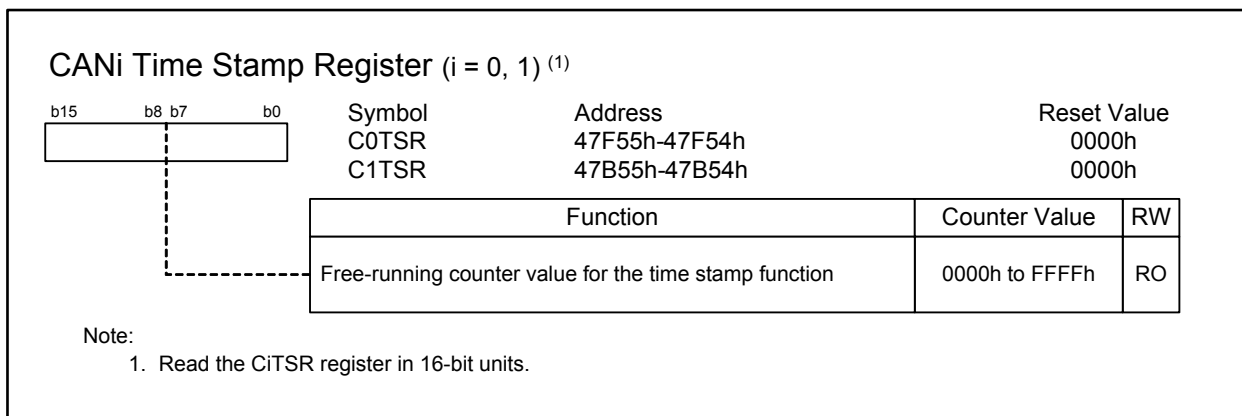 CANi Time Stamp Register (i = 0, 1) (1)
b15 b8 b7 b0
Symbol Address Reset Value
C0TSR 47F55h-47F54h 0000h
C1TSR 47B55h-47B54h 0000h
Function Counter Value RW
Free-running counter value for the time stamp function 0000h to FFFFh RO
Note:
1. Read the CiTSR register in 16-bit units.